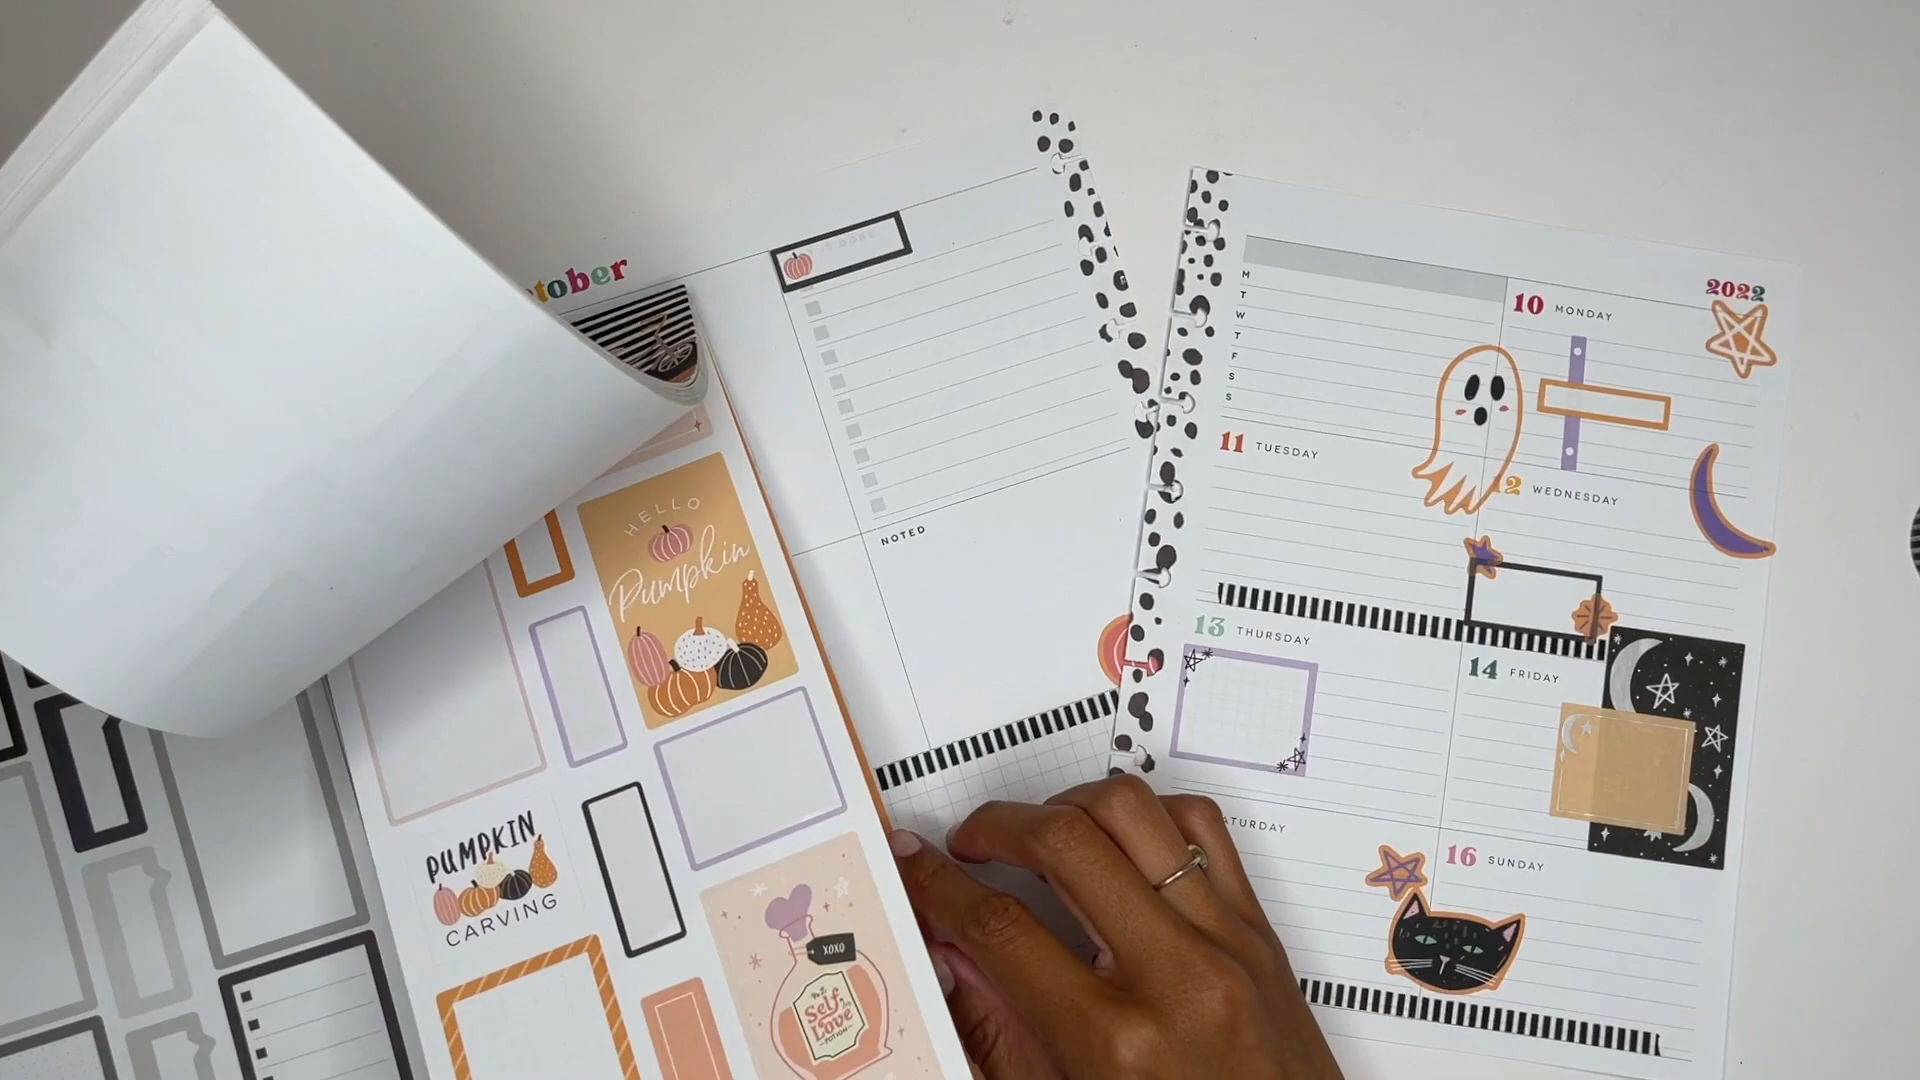 tober
NOTED
HELLO
Pumpkin
PUMPKIN
CARVING
XOXO
Self
Love
POTION
2022
M
T
W
T
F
S
S
10 MONDAY
11 TUESDAY
WEDNESDAY
13 THURSDAY
14 FRIDAY
ATURDAY
16 SUNDAY